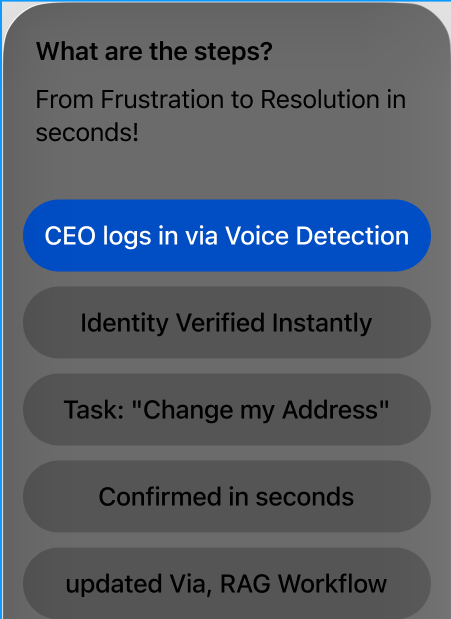 What are the steps?
From Frustration to Resolution in
seconds!
CEO logs in via Voice Detection
Identity Verified Instantly
Task: "Change my Address"
Confirmed in seconds
updated Via, RAG Workflow